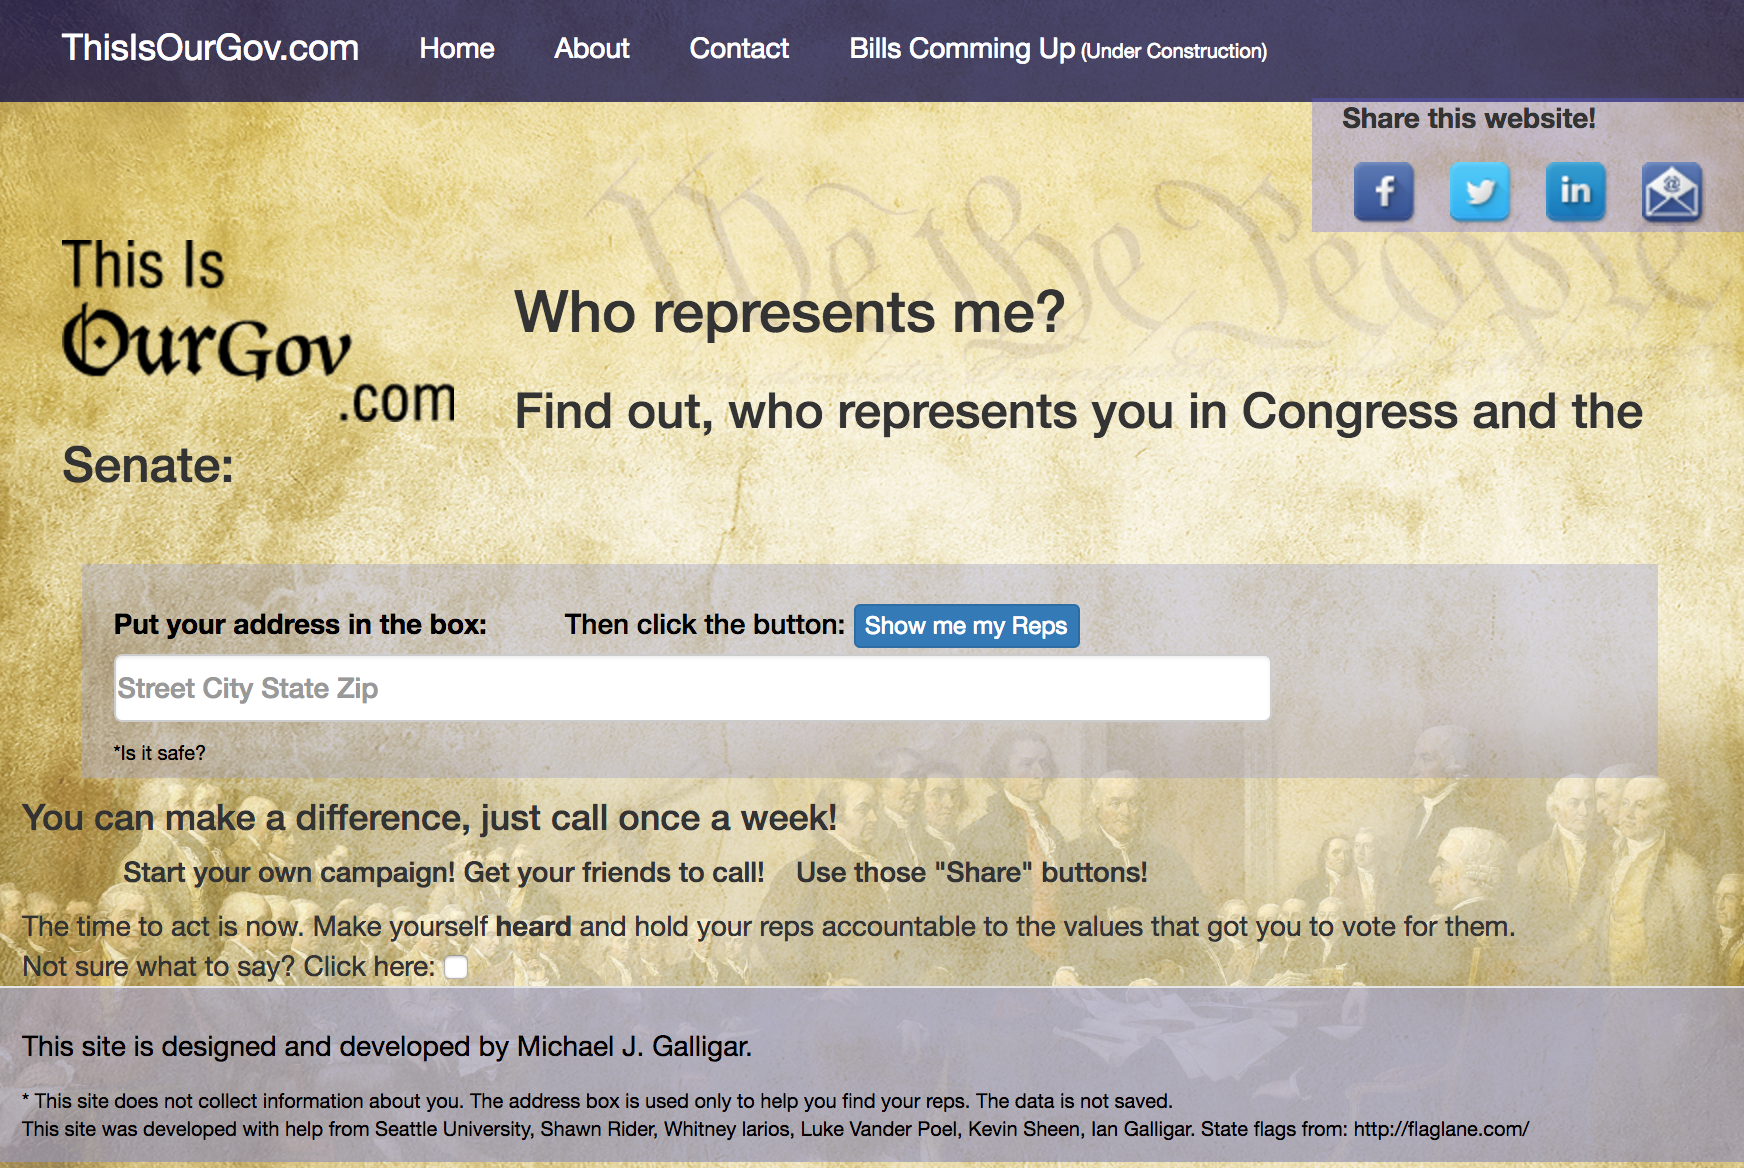 ThisIsOurGov.com Home About Contact Bills Comming Up (Under Construction)
Share this website!
We the People
This Is
OurGov
.com
Who represents me?
Find out, who represents you in Congress and the
Senate:
Put your address in the box: Then click the button: Show me my Reps
Street City State Zip
*Is it safe?
You can make a difference, just call once a week!
Start your own campaign! Get your friends to call! Use those "Share" buttons!
The time to act is now. Make yourself heard and hold your reps accountable to the values that got you to vote for them.
Not sure what to say? Click here:
This site is designed and developed by Michael J. Galligar.
* This site does not collect information about you. The address box is used only to help you find your reps. The data is not saved.
This site was developed with help from Seattle University, Shawn Rider, Whitney Iarios, Luke Vander Poel, Kevin Sheen, Ian Galligar. State flags from: http://flaglane.com/